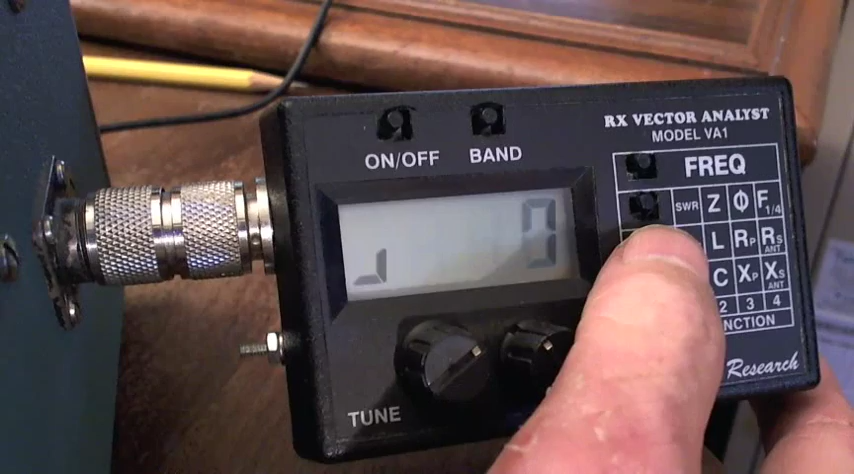 RX VECTOR ANALYST
MODEL VA1
ON/OFF BAND
FREQ
SWR Z Φ F 1/4
L RP RS ANT
C XP XS ANT
2 3 4
0
TUNE
Research